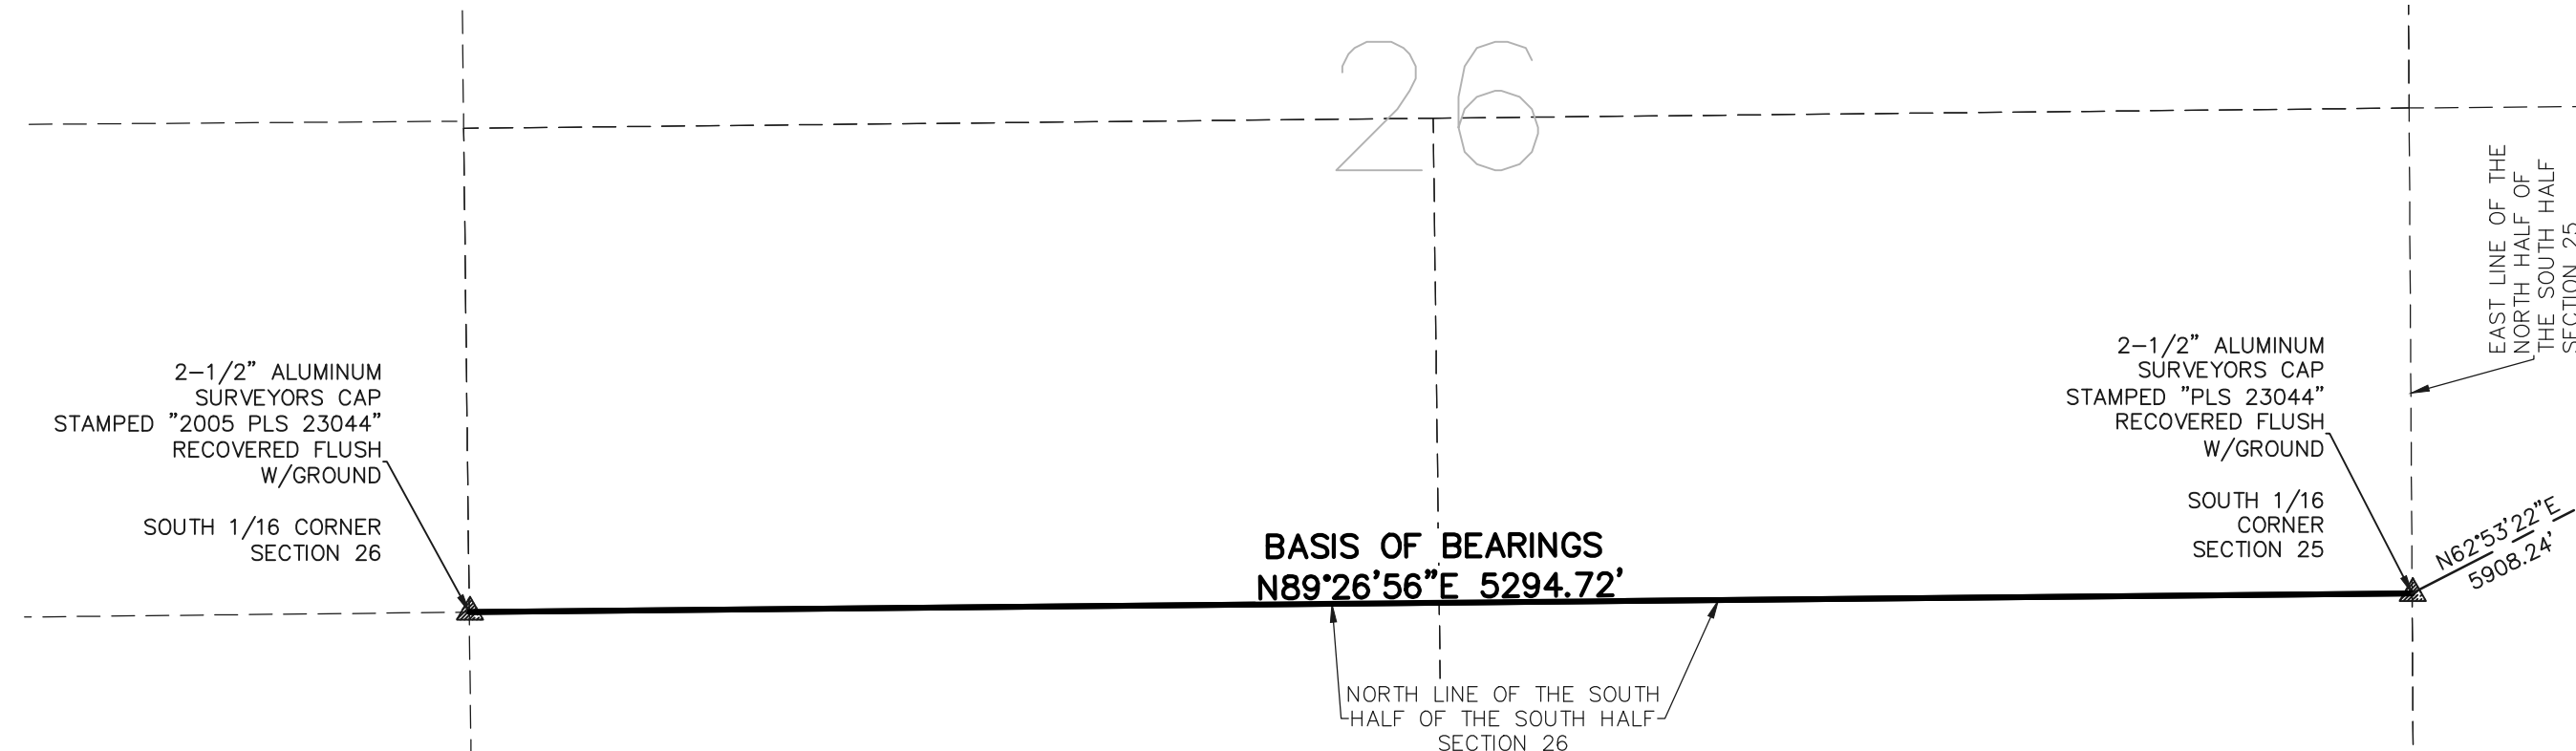 26
EAST LINE OF THE
NORTH HALF OF
THE SOUTH HALF
SECTION 25
2-1/2" ALUMINUM
SURVEYORS CAP
STAMPED "2005 PLS 23044"
RECOVERED FLUSH
W/GROUND
SOUTH 1/16 CORNER
SECTION 26
2-1/2" ALUMINUM
SURVEYORS CAP
STAMPED "PLS 23044"
RECOVERED FLUSH
W/GROUND
SOUTH 1/16
CORNER
SECTION 25
BASIS OF BEARINGS
N89°26'56"E 5294.72'
N62°53'22"E
5908.24'
NORTH LINE OF THE SOUTH
HALF OF THE SOUTH HALF
SECTION 26